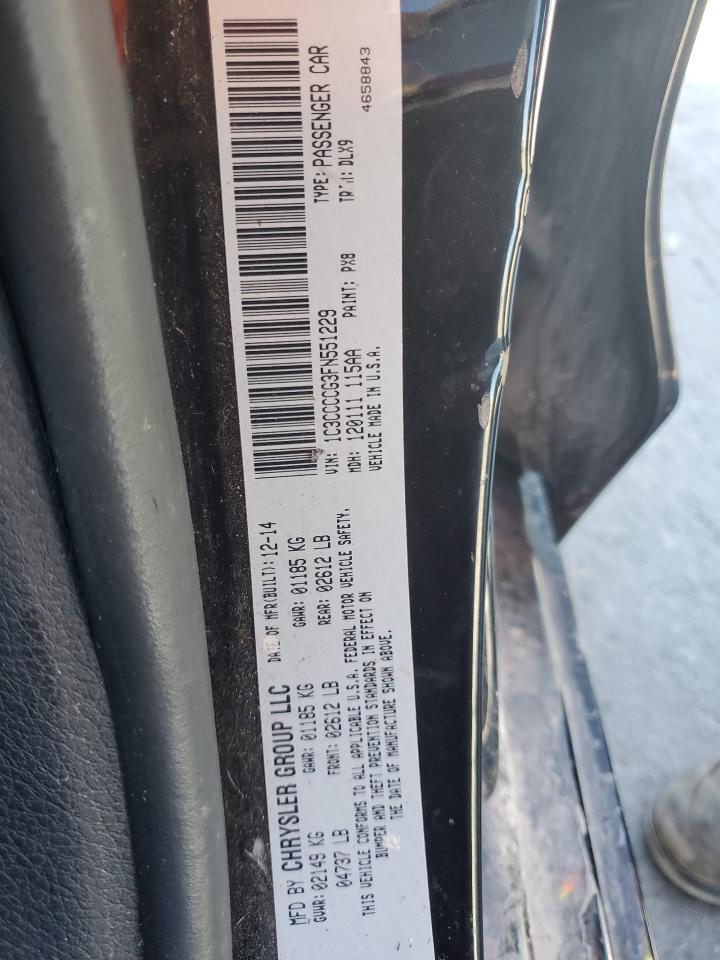 MFD BY CHRYSLER GROUP LLC DATE OF MFR(BUILT): 12-14
GVWR: 02149 KG GAWR: 01185 KG GAWR: 01185 KG
04737 LB FRONT: 02612 LB REAR: 02612 LB
THIS VEHICLE CONFORMS TO ALL APPLICABLE U.S.A. FEDERAL MOTOR VEHICLE SAFETY,
BUMPER AND THEFT PREVENTION STANDARDS IN EFFECT ON
THE DATE OF MANUFACTURE SHOWN ABOVE.
VIN: 1C3CCCCG3FN551229 TYPE: PASSENGER CAR
MDH: 120111 115AA PAINT: PX8 TRIM: DLX9
VEHICLE MADE IN U.S.A. 4658843